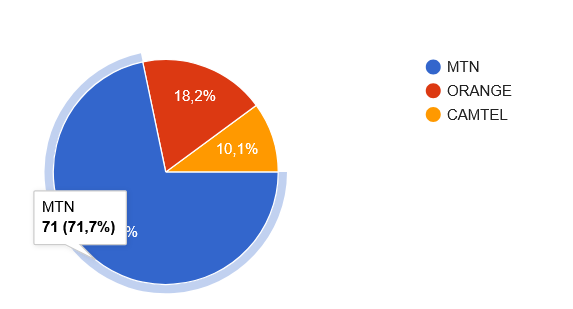 MTN
ORANGE
CAMTEL
18,2%
10,1%
%
MTN
71 (71,7%)